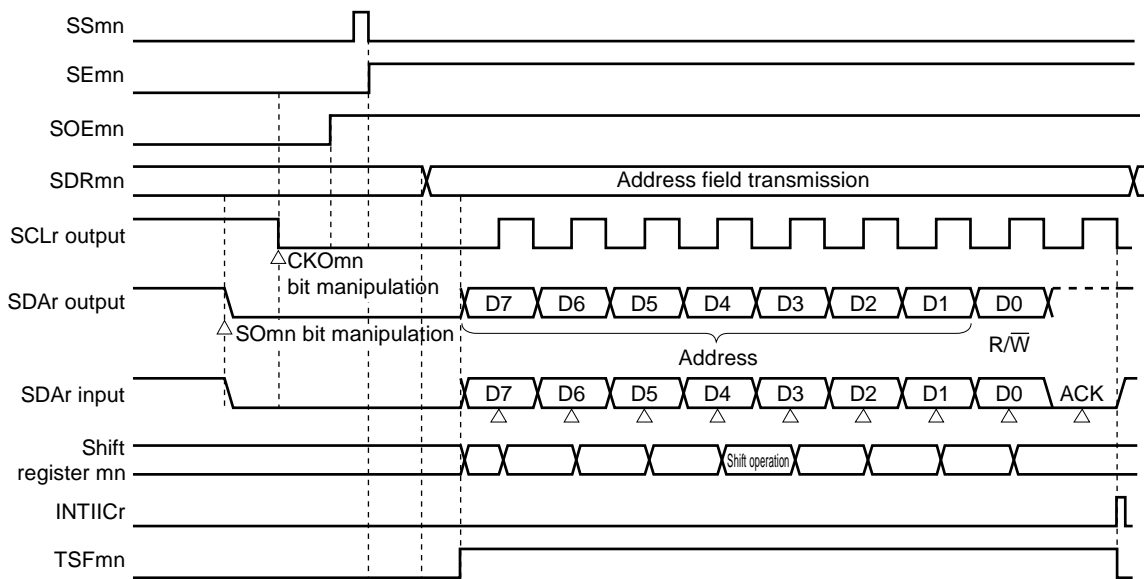 SSmn
SEmn
SOEmn
SDRmn
Address field transmission
SCLr output
△CKOmn
bit manipulation
SDAr output
D7 D6 D5 D4 D3 D2 D1 D0
△SOmn bit manipulation
Address
R/W̅
SDAr input
D7 D6 D5 D4 D3 D2 D1 D0 ACK
Shift
register mn
Shift operation
INTIICr
TSFmn